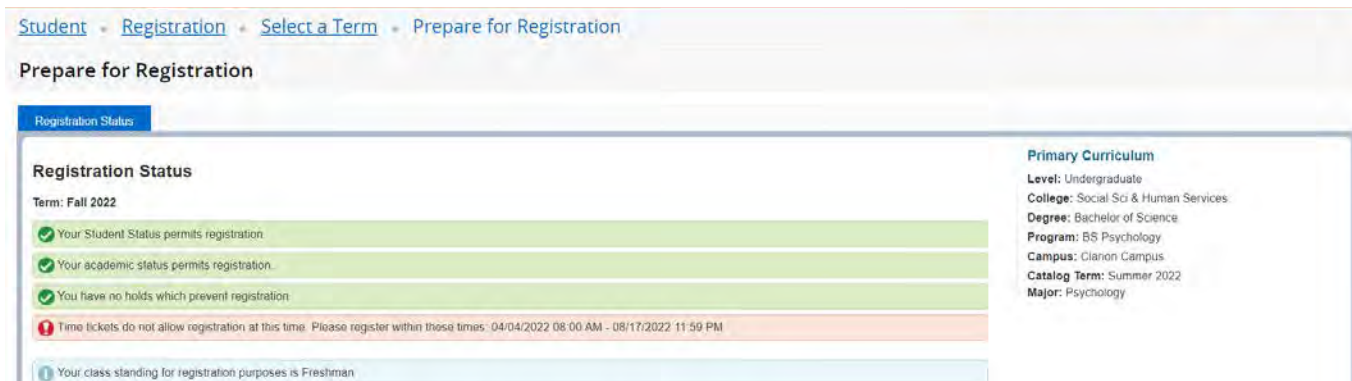 Student • Registration • Select a Term • Prepare for Registration
Prepare for Registration
Registration Status
Registration Status
Term: Fall 2022
Your Student Status permits registration
Your academic status permits registration.
You have no holds which prevent registration
Time tickets do not allow registration at this time. Please register within these times: 04/04/2022 08:00 AM - 08/17/2022 11:59 PM
Your class standing for registration purposes is Freshman
Primary Curriculum
Level: Undergraduate
College: Social Sci & Human Services
Degree: Bachelor of Science
Program: BS Psychology
Campus: Clarion Campus
Catalog Term: Summer 2022
Major: Psychology